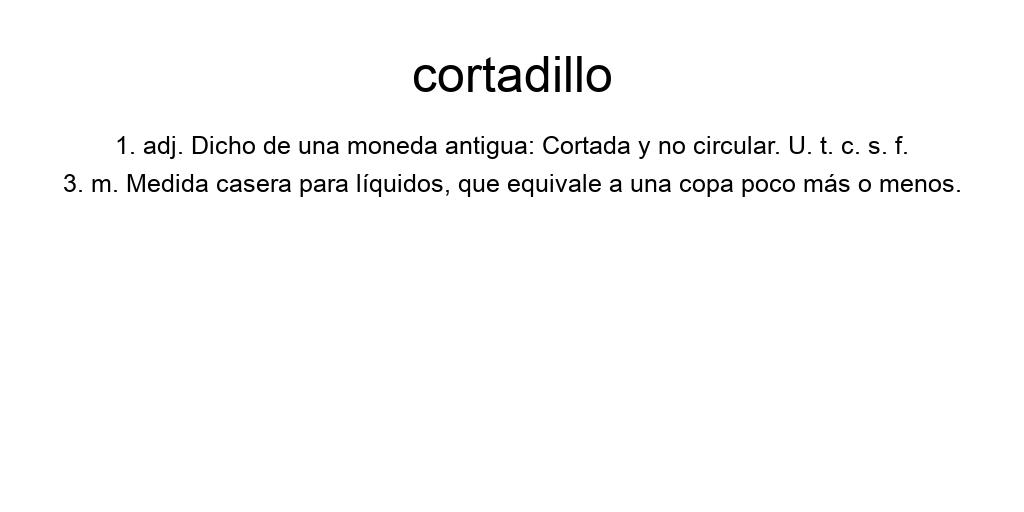 cortadillo
1. adj. Dicho de una moneda antigua: Cortada y no circular. U. t. c. s. f.
3. m. Medida casera para líquidos, que equivale a una copa poco más o menos.